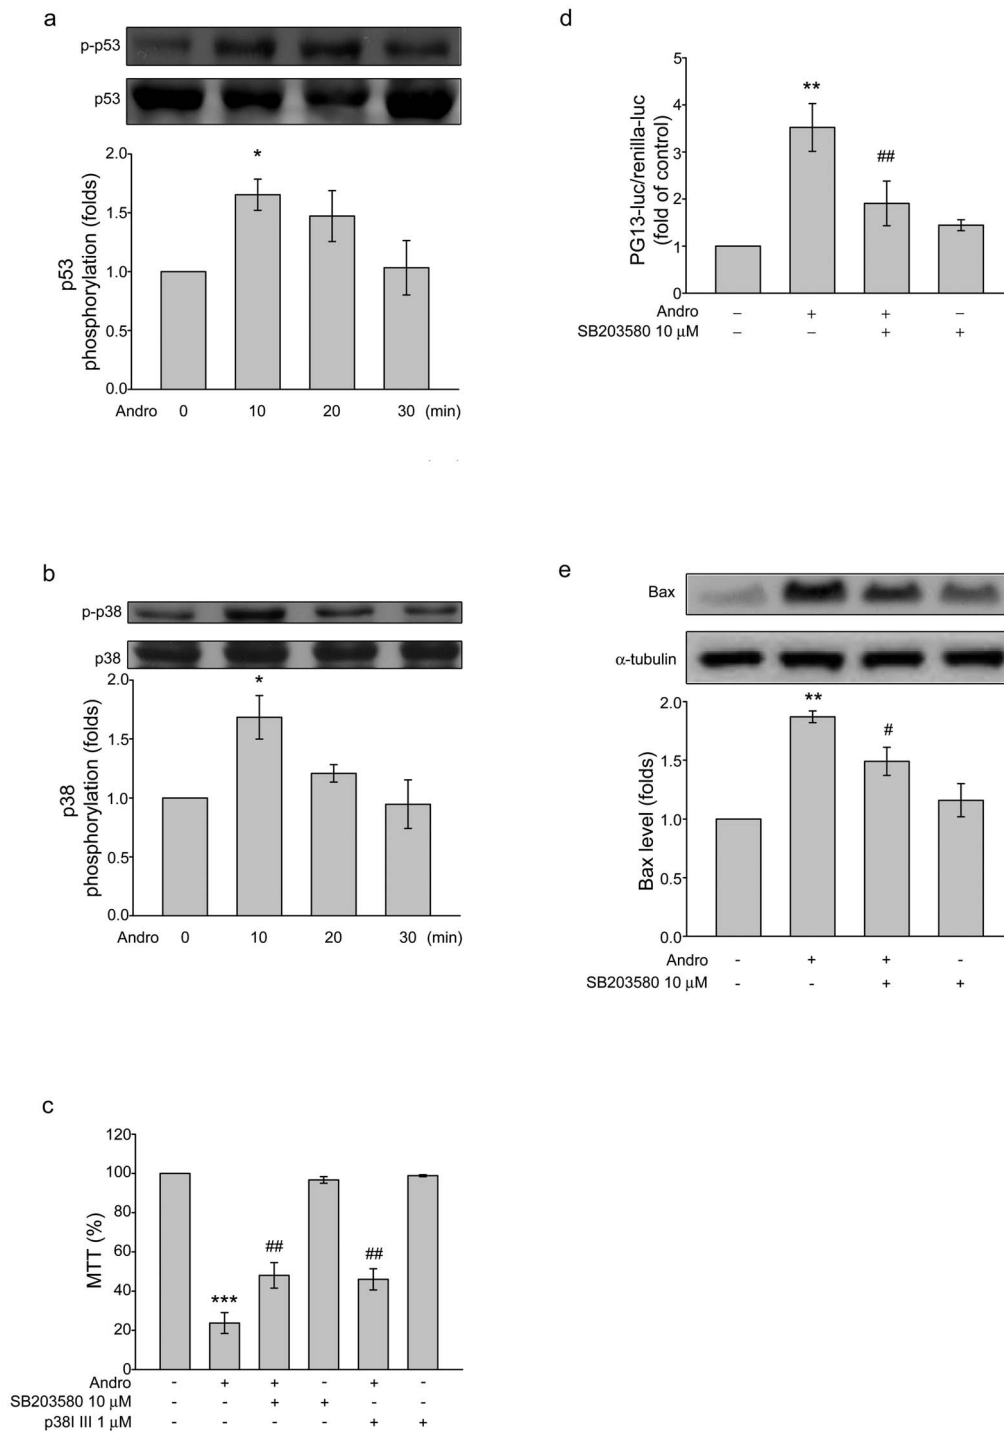 a
p-p53
p53
p53
phosphorylation (folds)
2.0
1.5
1.0
0.5
0.0
*
Andro 0 10 20 30 (min)
b
p-p38
p38
p38
phosphorylation (folds)
2.0
1.5
1.0
0.5
0.0
*
Andro 0 10 20 30 (min)
c
MTT (%)
120
100
80
60
40
20
0
*** ## ##
Andro - + + - + -
SB203580 10 μM - - + + - -
p38I III 1 μM - - - - + +
d
PG13-luc/renilla-luc
(fold of control)
5
4
3
2
1
0
** ##
Andro – + + –
SB203580 10 μM – – + +
e
Bax
α-tubulin
Bax level (folds)
2.0
1.5
1.0
0.5
0.0
** #
Andro - + + -
SB203580 10 μM - - + +